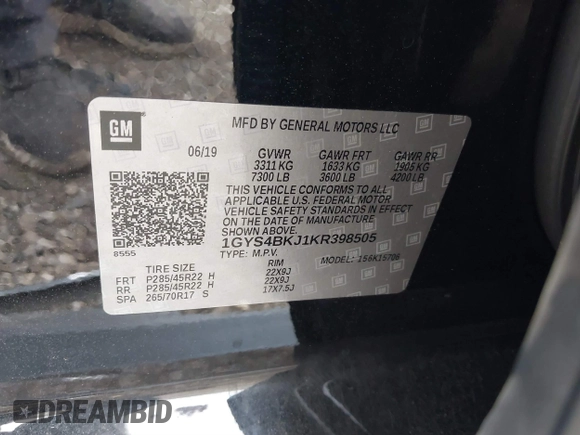 GM
MFD BY GENERAL MOTORS LLC
06/19 GVWR GAWR FRT GAWR RR
3311 KG 1633 KG 1905 KG
7300 LB 3600 LB 4200 LB
THIS VEHICLE CONFORMS TO ALL
APPLICABLE U.S. FEDERAL MOTOR
VEHICLE SAFETY STANDARDS IN EFFECT
ON THE DATE OF MANUFACTURE
SHOWN ABOVE.
1GYS4BKJ1KR398505
8555 TYPE: M.P.V. MODEL: 1S6K15706
TIRE SIZE RIM
FRT P285/45R22 H 22X9J
RR P285/45R22 H 22X9J
SPA 265/70R17 S 17X7.5J
DREAMBID